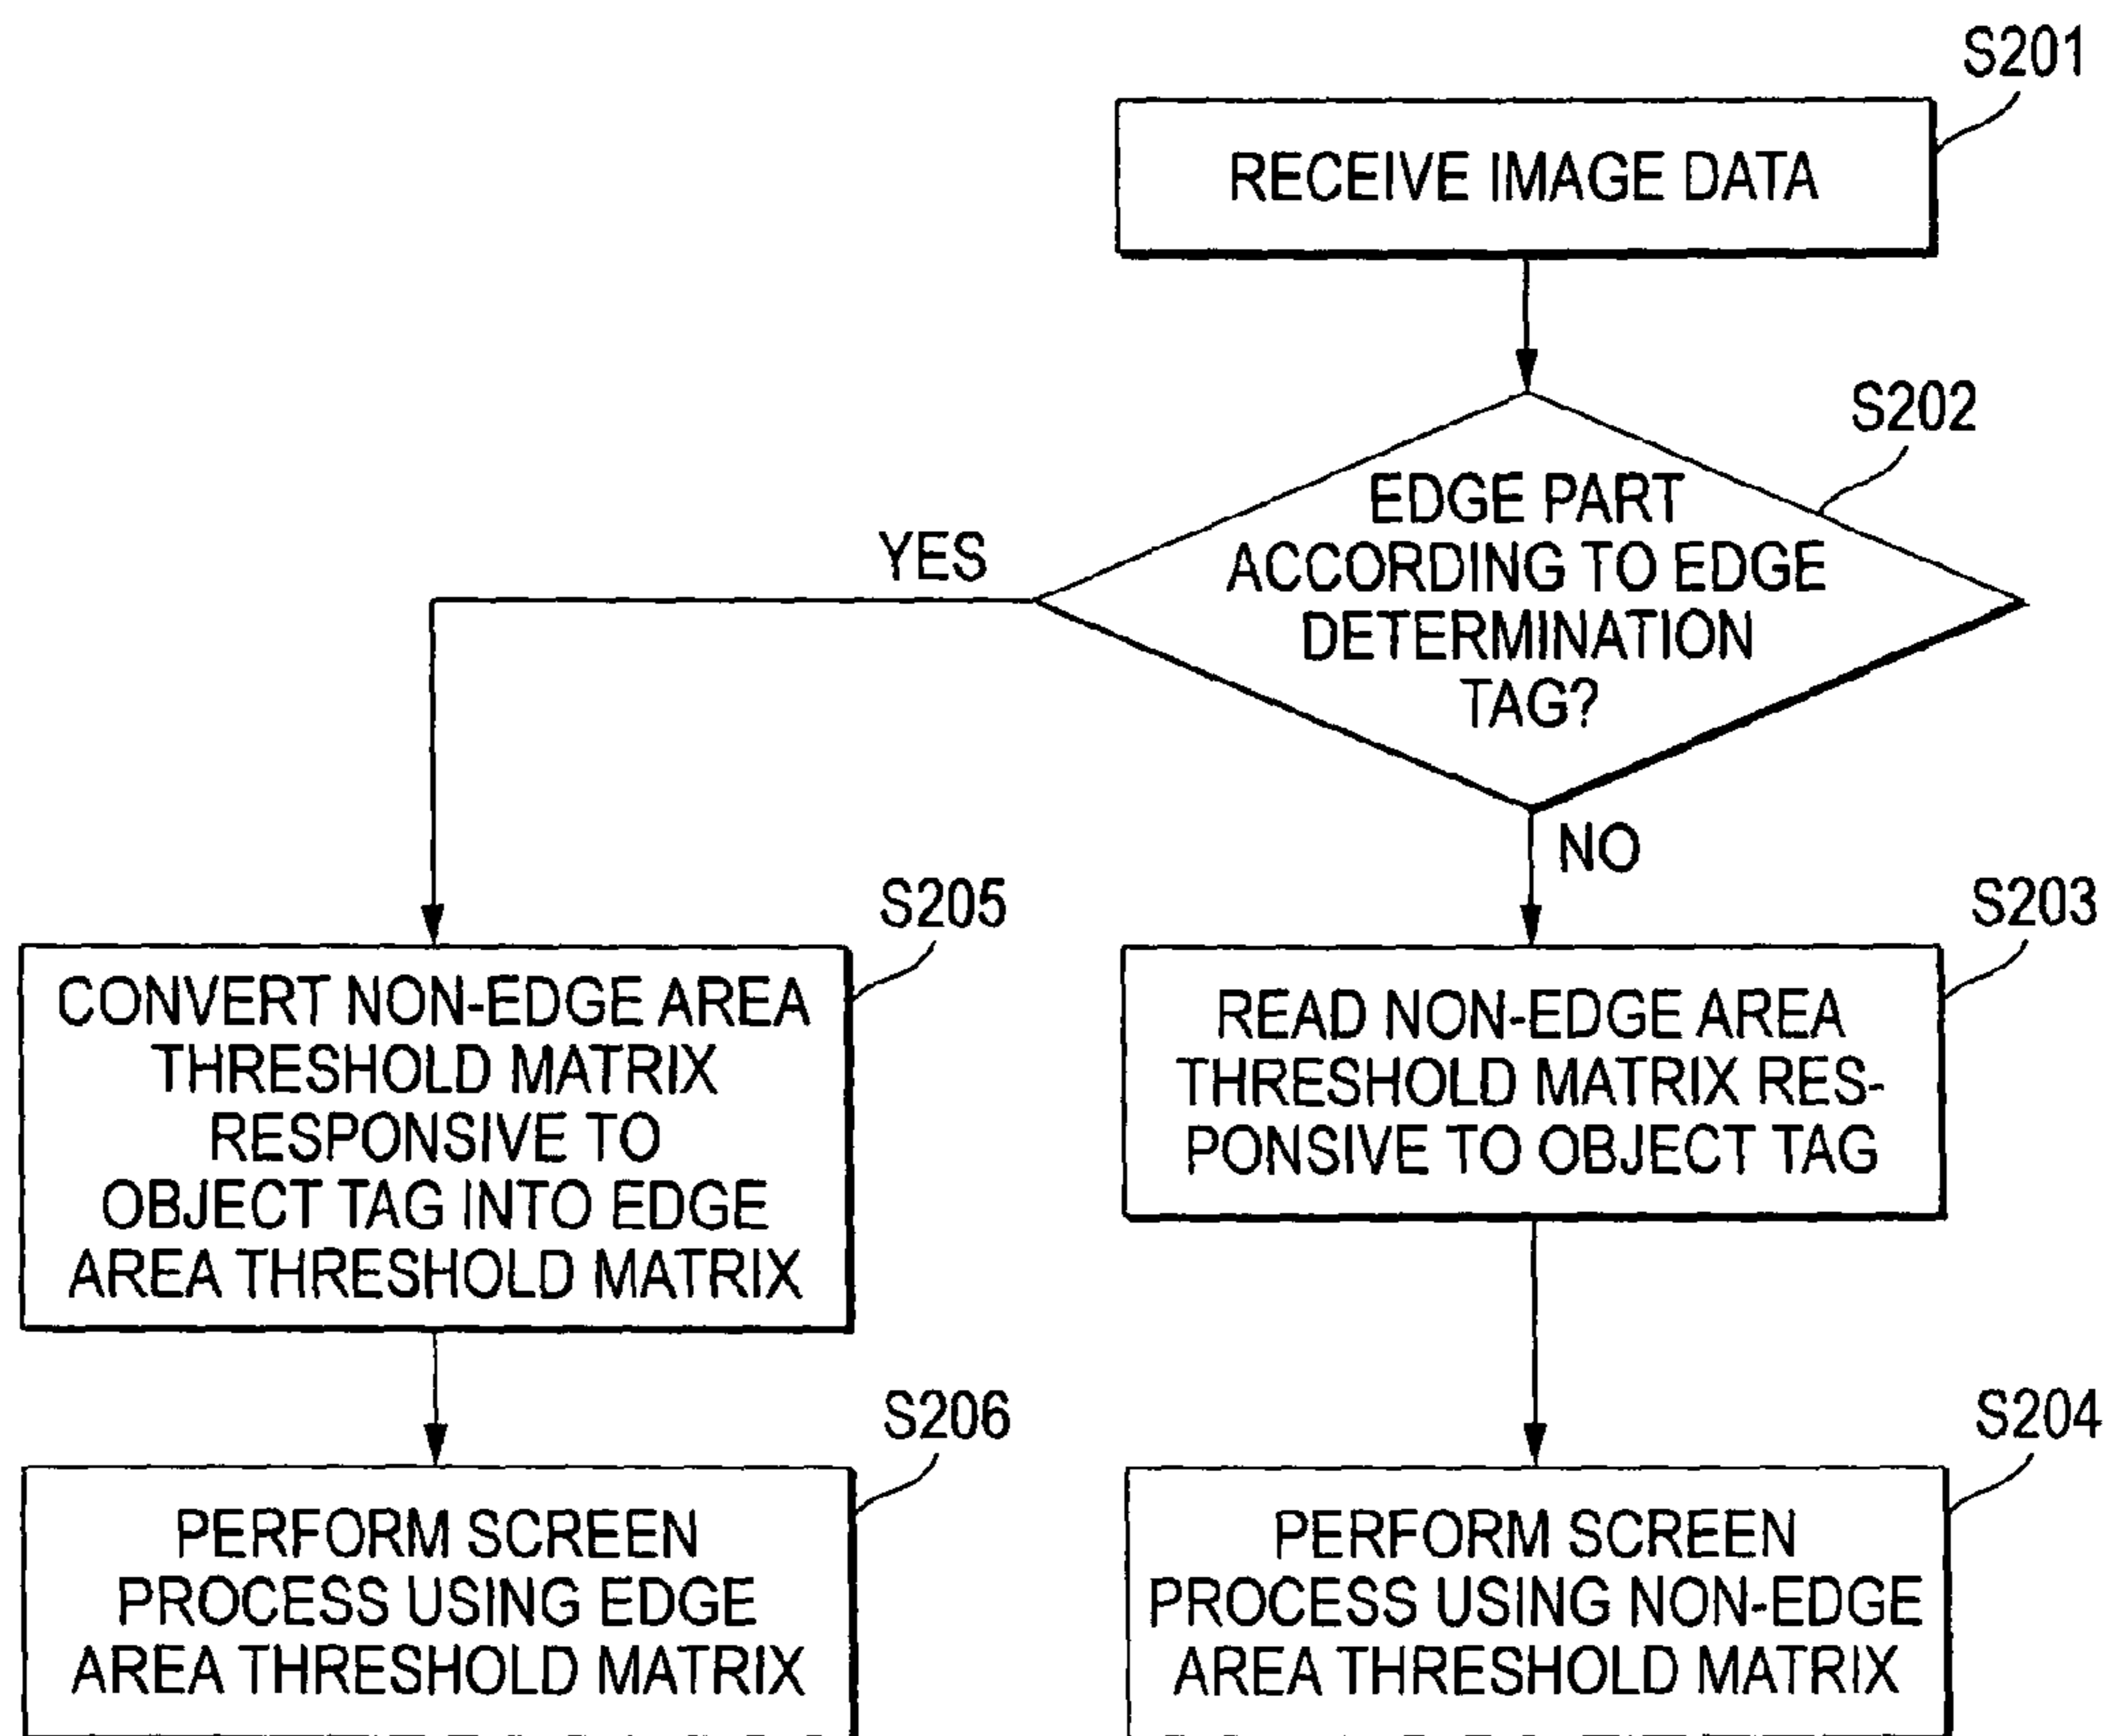 S201
RECEIVE IMAGE DATA
S202
EDGE PART
ACCORDING TO EDGE
DETERMINATION
TAG?
YES
NO
S205
CONVERT NON-EDGE AREA
THRESHOLD MATRIX
RESPONSIVE TO
OBJECT TAG INTO EDGE
AREA THRESHOLD MATRIX
S203
READ NON-EDGE AREA
THRESHOLD MATRIX RES-
PONSIVE TO OBJECT TAG
S206
PERFORM SCREEN
PROCESS USING EDGE
AREA THRESHOLD MATRIX
S204
PERFORM SCREEN
PROCESS USING NON-EDGE
AREA THRESHOLD MATRIX